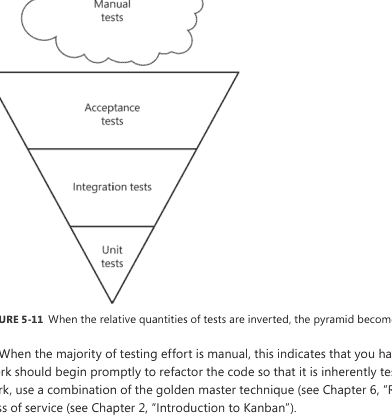 Manual
tests
Acceptance
tests
Integration tests
Unit
tests
URE 5-11 When the relative quantities of tests are inverted, the pyramid becom
When the majority of testing effort is manual, this indicates that you ha
rk should begin promptly to refactor the code so that it is inherently te
rk, use a combination of the golden master technique (see Chapter 6, “R
ss of service (see Chapter 2, “Introduction to Kanban”).